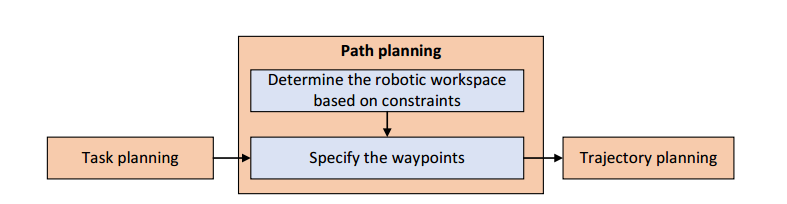 Path planning
Determine the robotic workspace
based on constraints
Task planning
Specify the waypoints
Trajectory planning